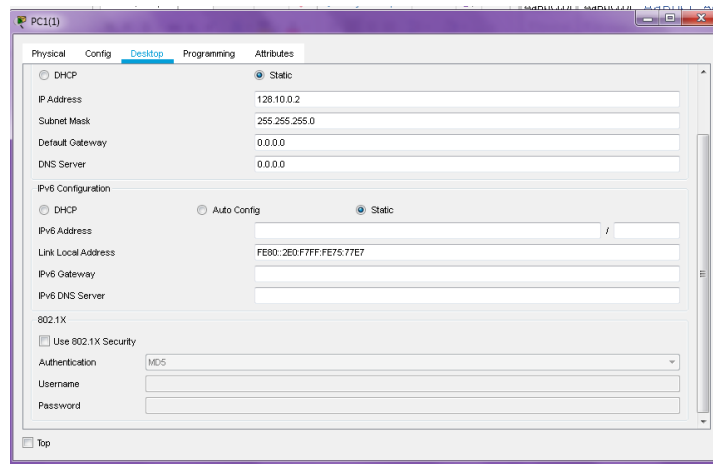 PC1(1)
Physical Config Desktop Programming Attributes
DHCP Static
IP Address 128.10.0.2
Subnet Mask 255.255.255.0
Default Gateway 0.0.0.0
DNS Server 0.0.0.0
IPv6 Configuration
DHCP Auto Config Static
IPv6 Address /
Link Local Address FE80::2E0:F7FF:FE75:77E7
IPv6 Gateway
IPv6 DNS Server
802.1X
Use 802.1X Security
Authentication MD5
Username
Password
Top